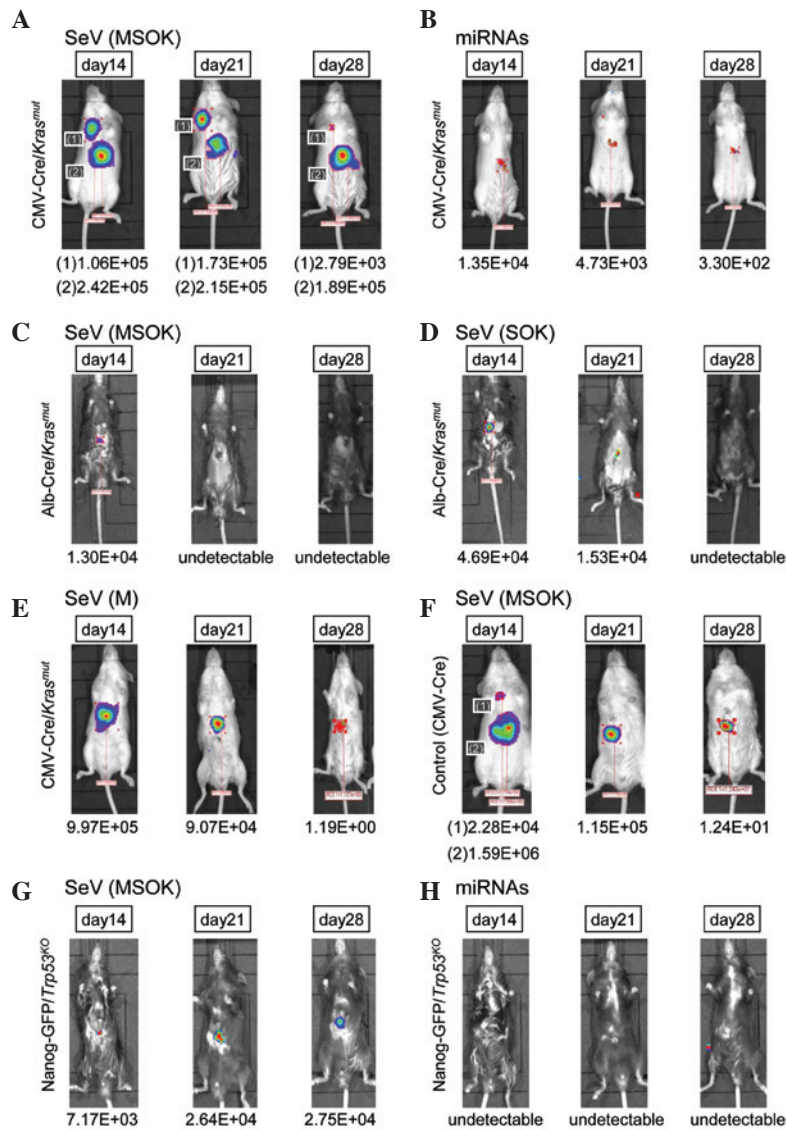 A
SeV (MSOK)
day14 day21 day28
CMV-Cre/Kras^mut
(1) (1) (1)
(2) (2) (2)
(1)1.06E+05 (1)1.73E+05 (1)2.79E+03
(2)2.42E+05 (2)2.15E+05 (2)1.89E+05
B
miRNAs
day14 day21 day28
1.35E+04 4.73E+03 3.30E+02
C
SeV (MSOK)
day14 day21 day28
Alb-Cre/Kras^mut
1.30E+04 undetectable undetectable
D
SeV (SOK)
day14 day21 day28
Alb-Cre/Kras^mut
4.69E+04 1.53E+04 undetectable
E
SeV (M)
day14 day21 day28
CMV-Cre/Kras^mut
9.97E+05 9.07E+04 1.19E+00
F
SeV (MSOK)
day14 day21 day28
Control (CMV-Cre)
(1)
(2)
(1)2.28E+04 1.15E+05 1.24E+01
(2)1.59E+06
G
SeV (MSOK)
day14 day21 day28
Nanog-GFP/Trp53^KO
7.17E+03 2.64E+04 2.75E+04
H
miRNAs
day14 day21 day28
Nanog-GFP/Trp53^KO
undetectable undetectable undetectable